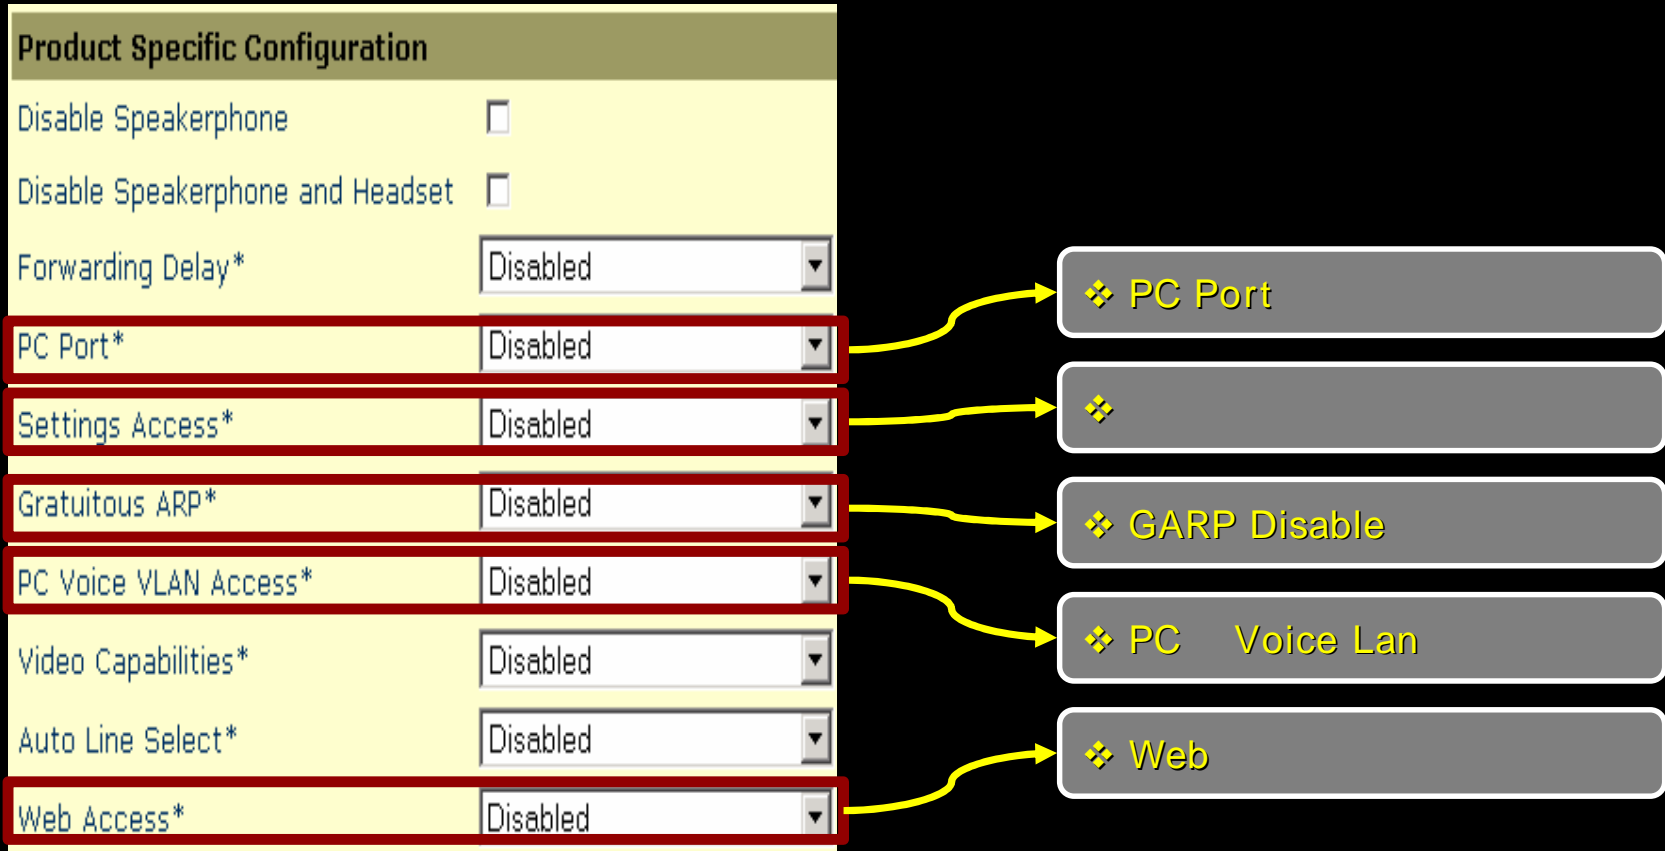 Product Specific Configuration
Disable Speakerphone
Disable Speakerphone and Headset
Forwarding Delay* Disabled
PC Port* Disabled
Settings Access* Disabled
Gratuitous ARP* Disabled
PC Voice VLAN Access* Disabled
Video Capabilities* Disabled
Auto Line Select* Disabled
Web Access* Disabled
❖ PC Port
❖
❖ GARP Disable
❖ PC Voice Lan
❖ Web